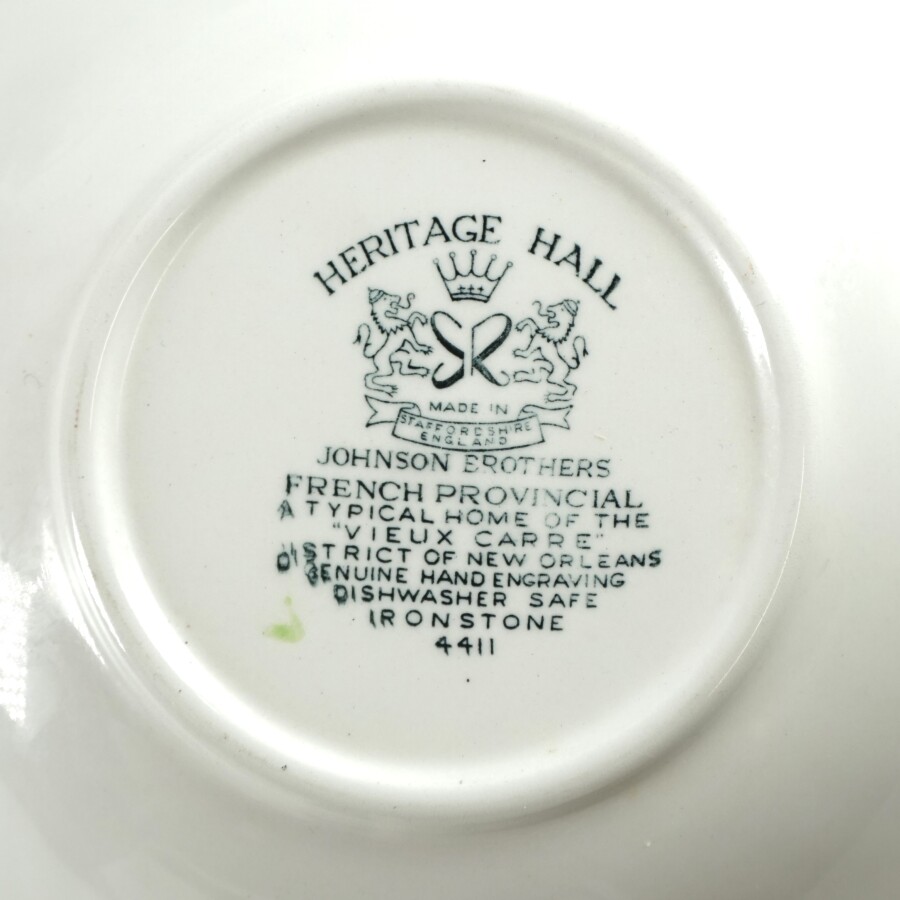 HERITAGE HALL
SR
MADE IN
STAFFORDSHIRE
ENGLAND
JOHNSON BROTHERS
FRENCH PROVINCIAL
A TYPICAL HOME OF THE
"VIEUX CARRE"
DISTRICT OF NEW ORLEANS
GENUINE HAND ENGRAVING
DISHWASHER SAFE
IRONSTONE
4411